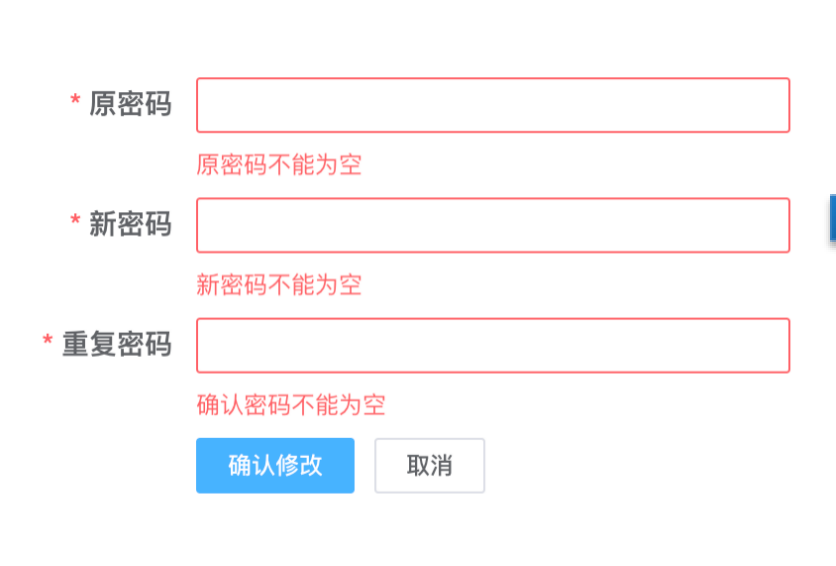 * 原密码
原密码不能为空
* 新密码
新密码不能为空
* 重复密码
确认密码不能为空
确认修改 取消